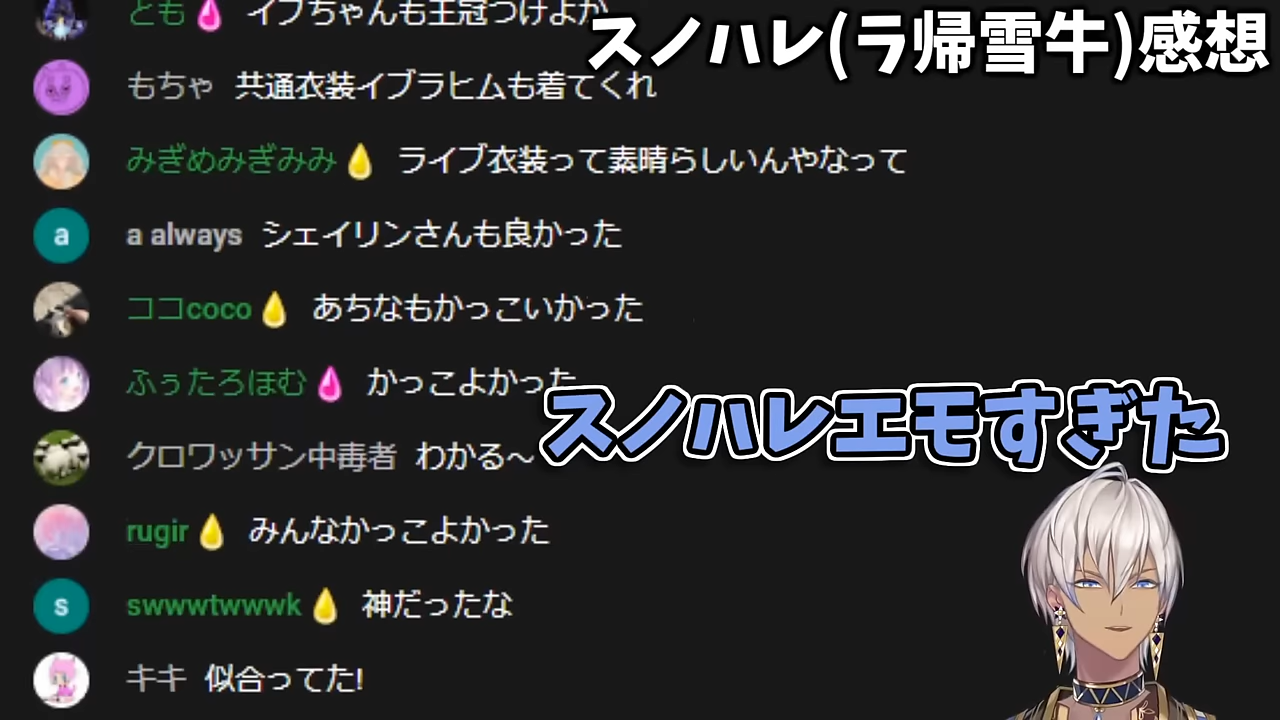 とも イブちゃんも王冠つけよか
スノハレ(ラ帰雪牛)感想
もちゃ 共通衣装イブラヒムも着てくれ
みぎめみぎみみ ライブ衣装って素晴らしいんやなって
a a always シェイリンさんも良かった
ココcoco あちなもかっこいかった
ふぅたろほむ かっこよかった
スノハレエモすぎた
クロワッサン中毒者 わかる～
rugir みんなかっこよかった
s swwwtwwwk 神だったな
キキ 似合ってた!